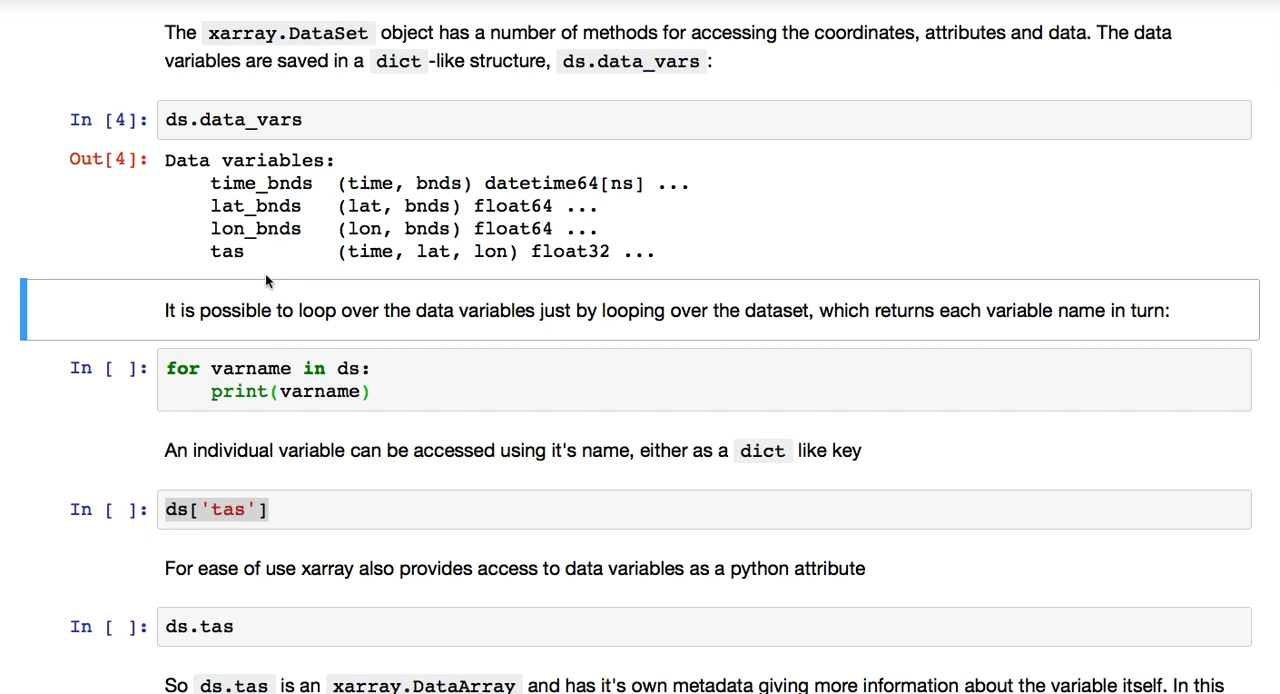 The xarray.DataSet object has a number of methods for accessing the coordinates, attributes and data. The data
variables are saved in a dict -like structure, ds.data_vars :
In [4]: ds.data_vars
Out[4]: Data variables:
time_bnds (time, bnds) datetime64[ns] ...
lat_bnds (lat, bnds) float64 ...
lon_bnds (lon, bnds) float64 ...
tas (time, lat, lon) float32 ...
It is possible to loop over the data variables just by looping over the dataset, which returns each variable name in turn:
In [ ]: for varname in ds:
print(varname)
An individual variable can be accessed using it's name, either as a dict like key
In [ ]: ds['tas']
For ease of use xarray also provides access to data variables as a python attribute
In [ ]: ds.tas
So ds.tas is an xarray.DataArray and has it's own metadata giving more information about the variable itself. In this